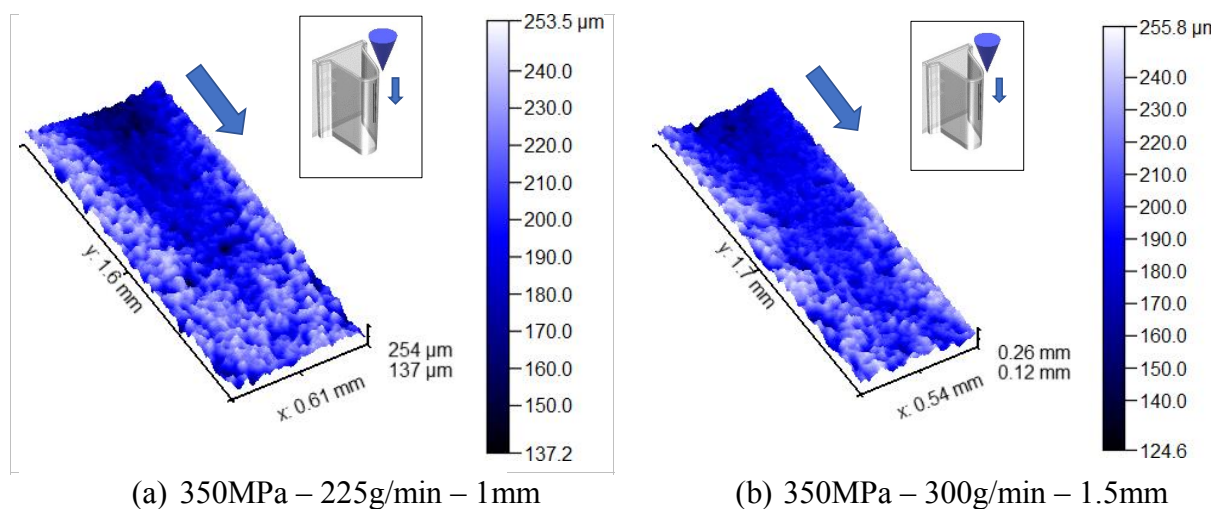 253.5 µm
240.0
230.0
220.0
210.0
200.0
190.0
180.0
170.0
160.0
150.0
137.2
y: 1.6 mm
x: 0.61 mm
254 µm
137 µm
(a) 350MPa – 225g/min – 1mm
255.8 µm
240.0
230.0
220.0
210.0
200.0
190.0
180.0
170.0
160.0
150.0
140.0
124.6
y: 1.7 mm
x: 0.54 mm
0.26 mm
0.12 mm
(b) 350MPa – 300g/min – 1.5mm